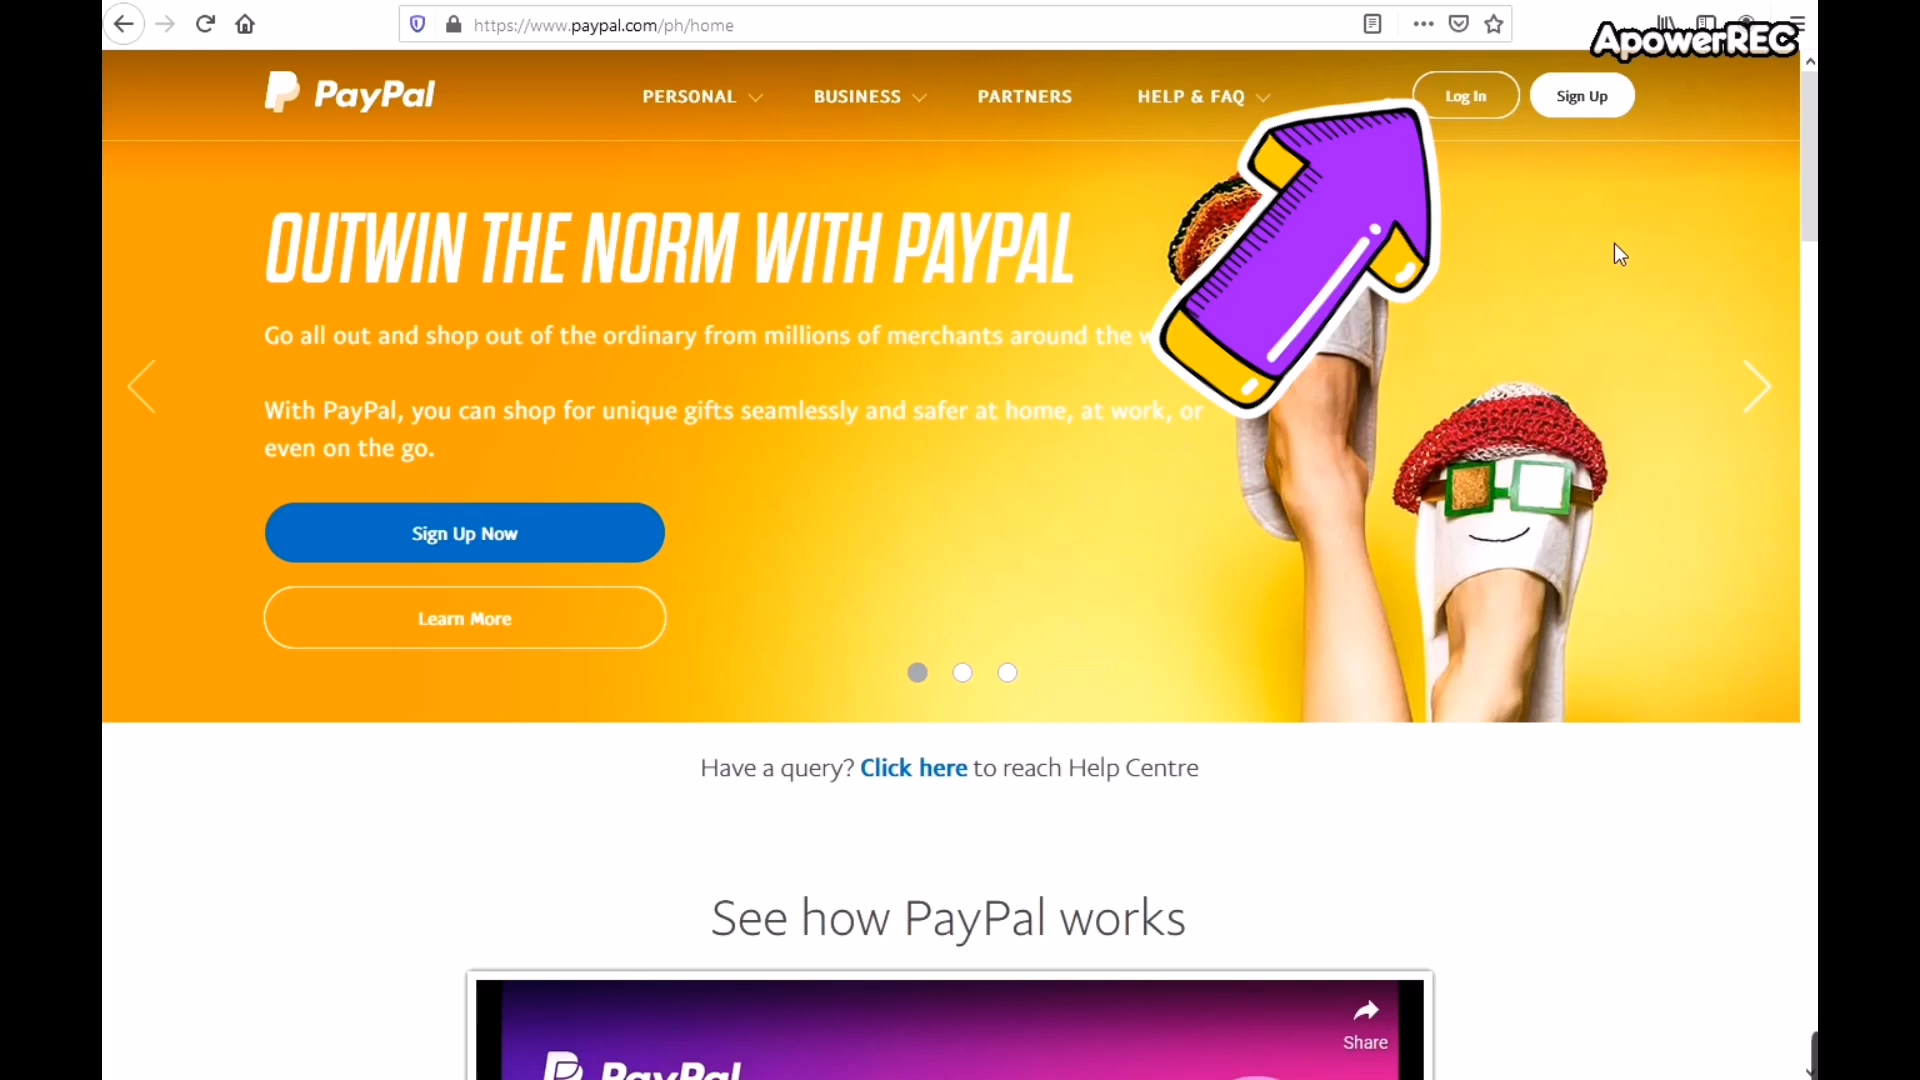 https://www.paypal.com/ph/home
ApowerREC
PayPal
PERSONAL
BUSINESS
PARTNERS
HELP & FAQ
Log In
Sign Up
OUTWIN THE NORM WITH PAYPAL
Go all out and shop out of the ordinary from millions of merchants around the
With PayPal, you can shop for unique gifts seamlessly and safer at home, at work, or
even on the go.
Sign Up Now
Learn More
Have a query? Click here to reach Help Centre
See how PayPal works
Share
PayPal